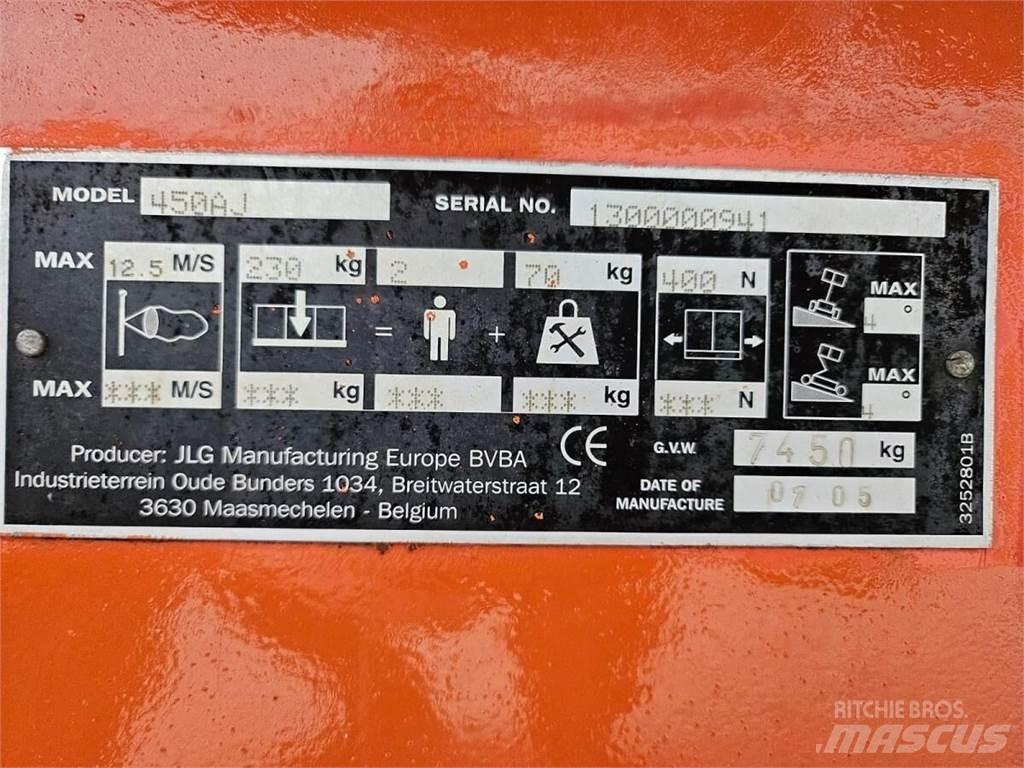 MODEL 450AJ SERIAL NO. 1300000941
MAX 12.5 M/S 230 kg 2 70 kg 400 N MAX 4°
= +
MAX *** M/S *** kg *** *** kg *** N MAX 4°
Producer: JLG Manufacturing Europe BVBA CE G.V.W. 7450 kg
Industrieterrein Oude Bunders 1034, Breitwaterstraat 12
3630 Maasmechelen - Belgium
DATE OF MANUFACTURE 05
3252801B
RITCHIE BROS.
MASCUS